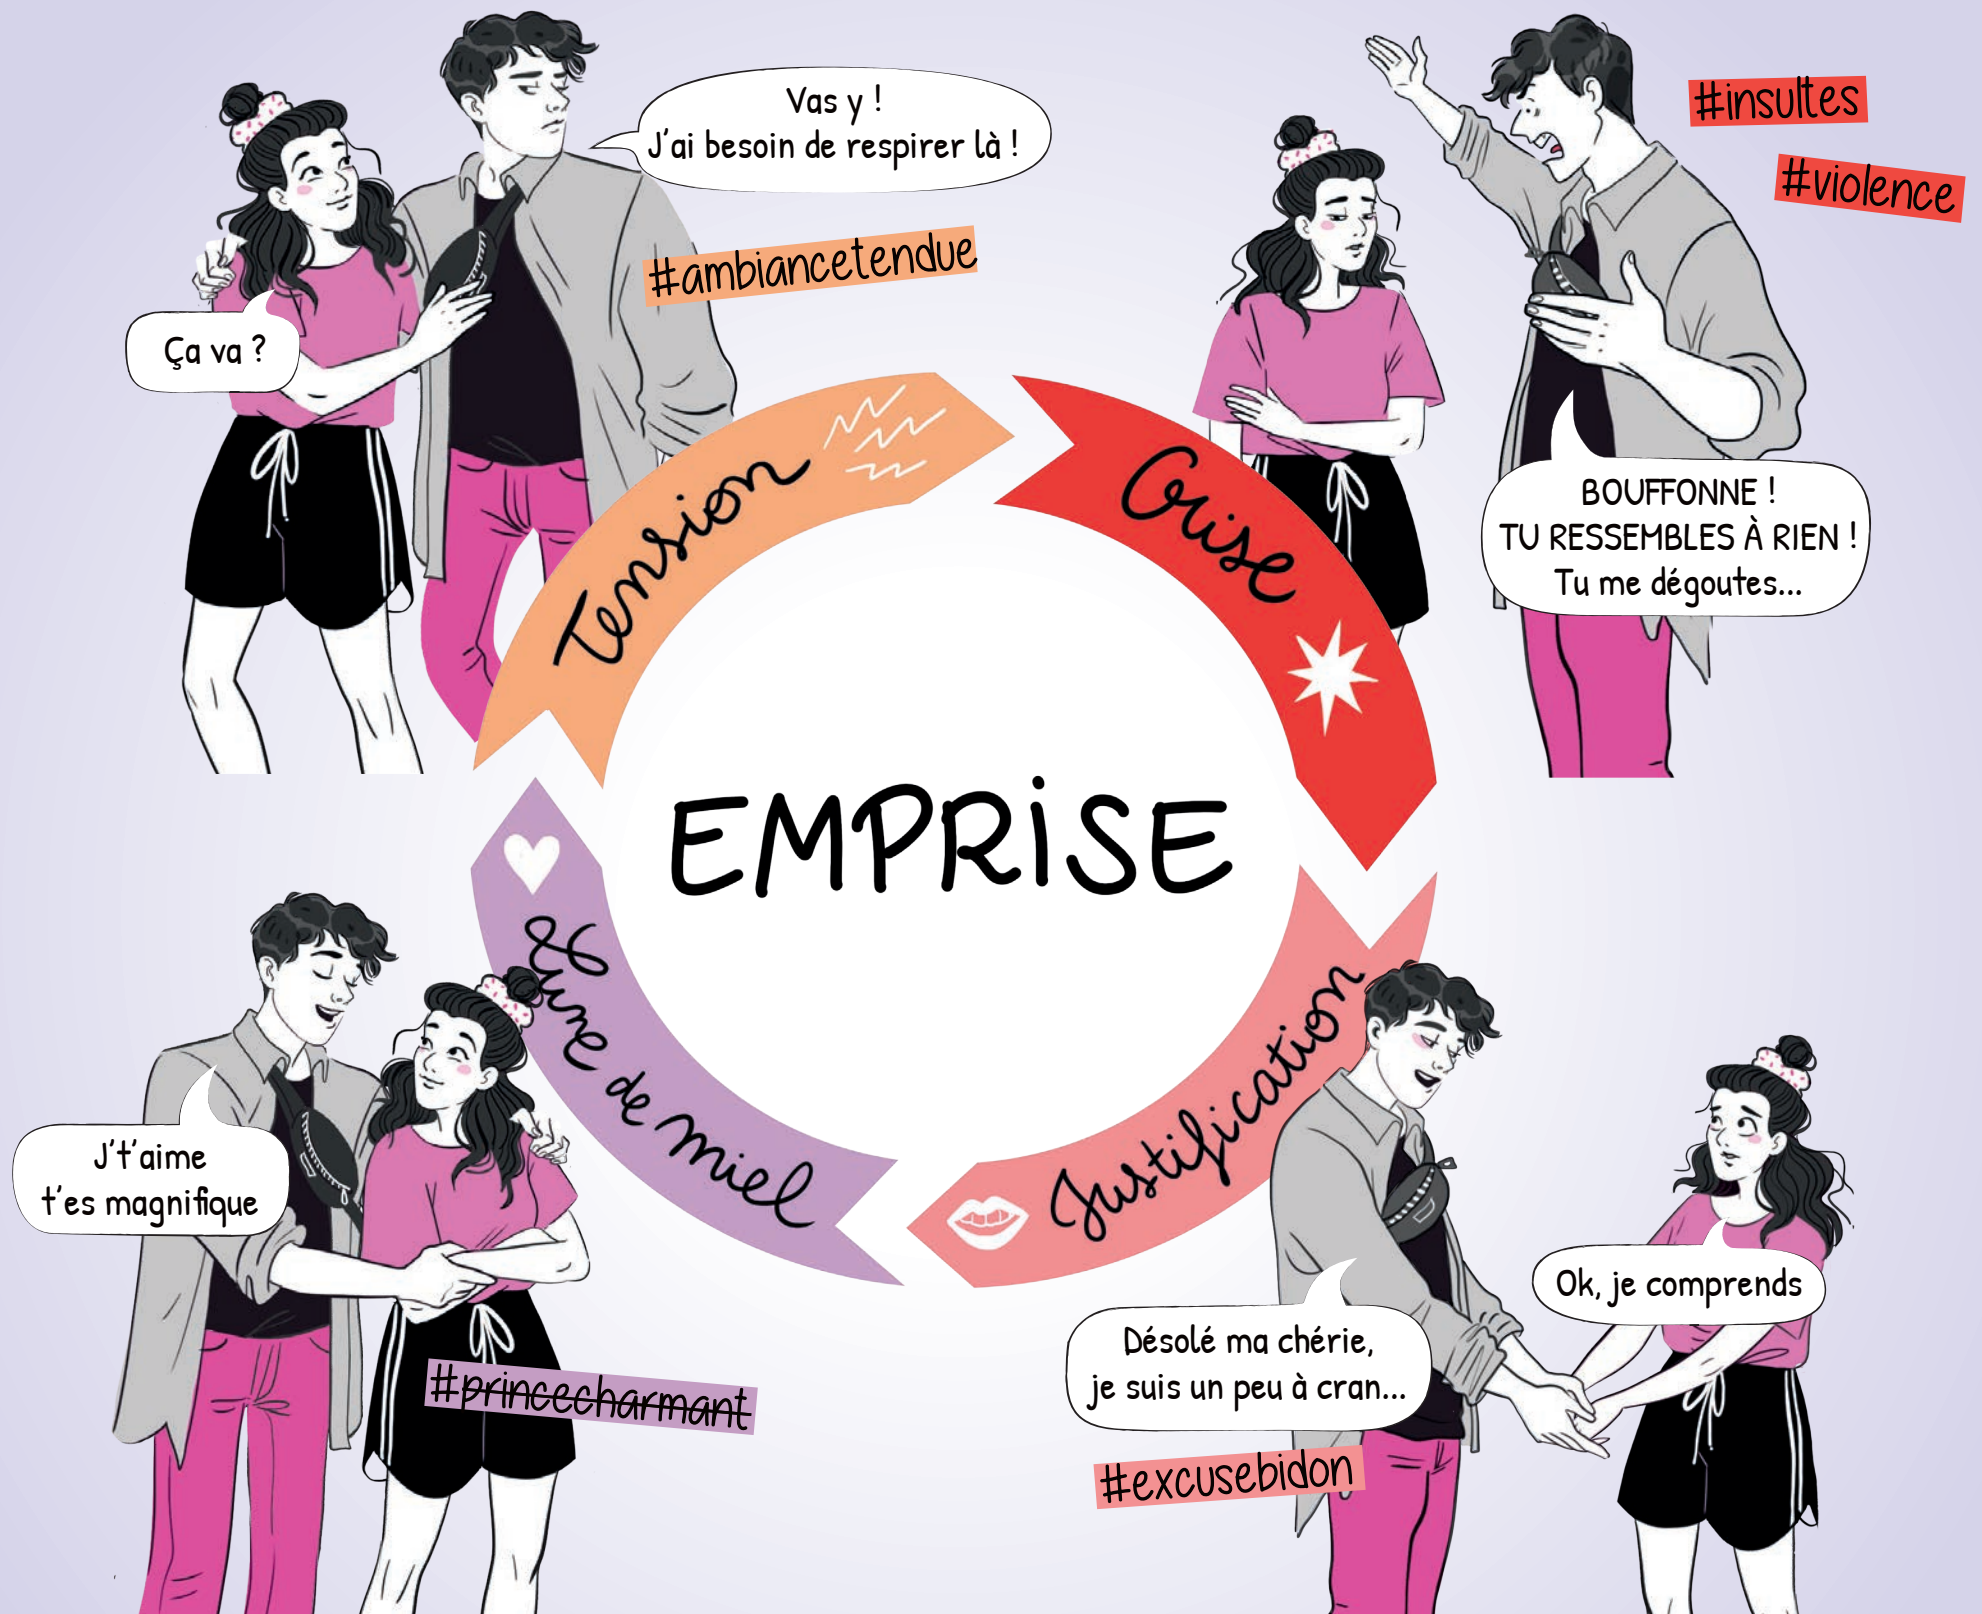 Vas y !
J'ai besoin de respirer là !
#ambiancetendue
Ça va ?
Tension
#insultes
#violence
BOUFFONNE !
TU RESSEMBLES À RIEN !
Tu me dégoutes...
Crise
EMPRiSE
Justification
Désolé ma chérie,
je suis un peu à cran...
Ok, je comprends
#excusebidon
Lune de miel
J't'aime
t'es magnifique
#princecharmant